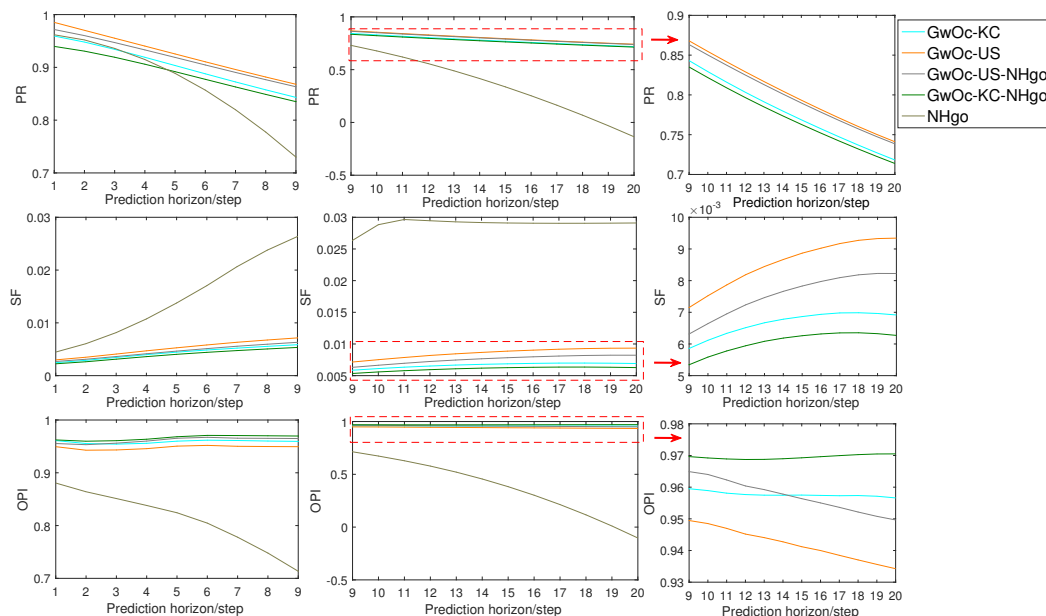 1
0.9
0.8
0.7
PR
1 2 3 4 5 6 7 8 9
Prediction horizon/step
1
0.5
0
-0.5
PR
9 10 11 12 13 14 15 16 17 18 19 20
Prediction horizon/step
0.9
0.85
0.8
0.75
0.7
PR
9 10 11 12 13 14 15 16 17 18 19 20
Prediction horizon/step
GwOc-KC
GwOc-US
GwOc-US-NHgo
GwOc-KC-NHgo
NHgo
0.03
0.02
0.01
0
SF
1 2 3 4 5 6 7 8 9
Prediction horizon/step
0.03
0.025
0.02
0.015
0.01
0.005
SF
9 10 11 12 13 14 15 16 17 18 19 20
Prediction horizon/step
× 10-3
10
9
8
7
6
5
SF
9 10 11 12 13 14 15 16 17 18 19 20
Prediction horizon/step
1
0.9
0.8
0.7
OPI
1 2 3 4 5 6 7 8 9
Prediction horizon/step
1
0.5
0
-0.5
OPI
9 10 11 12 13 14 15 16 17 18 19 20
Prediction horizon/step
0.98
0.97
0.96
0.95
0.94
0.93
OPI
9 10 11 12 13 14 15 16 17 18 19 20
Prediction horizon/step